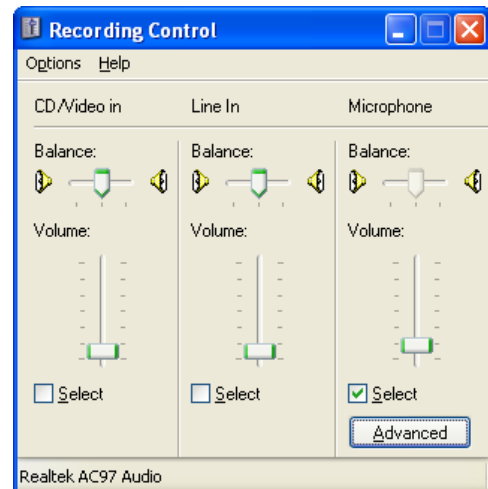 Recording Control
Options Help
CD/Video in Line In Microphone
Balance: Balance: Balance:
Volume: Volume: Volume:
Select Select Select
Advanced
Realtek AC97 Audio